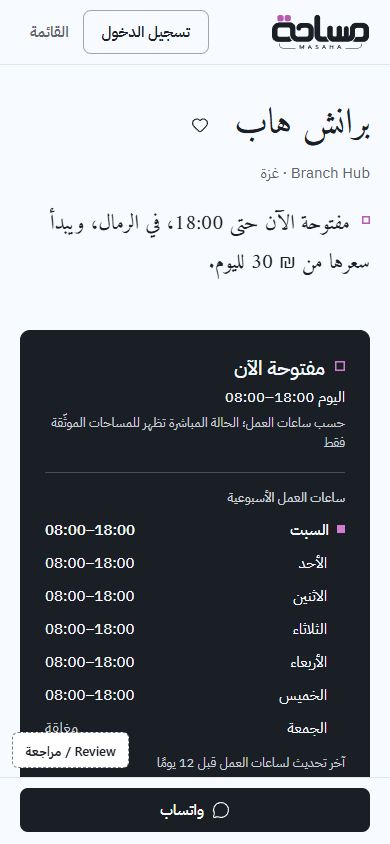 مساحة
MASAHA
تسجيل الدخول
القائمة
برانش هاب
Branch Hub · غزة
مفتوحة الآن حتى 18:00، في الرمال، ويبدأ
سعرها من ₪ 30 لليوم.
مفتوحة الآن
اليوم 08:00–18:00
حسب ساعات العمل؛ الحالة المباشرة تظهر للمساحات الموثّقة
فقط
ساعات العمل الأسبوعية
السبت 08:00–18:00
الأحد 08:00–18:00
الاثنين 08:00–18:00
الثلاثاء 08:00–18:00
الأربعاء 08:00–18:00
الخميس 08:00–18:00
الجمعة مغلقة
Review / مراجعة
آخر تحديث لساعات العمل قبل 12 يومًا
واتساب